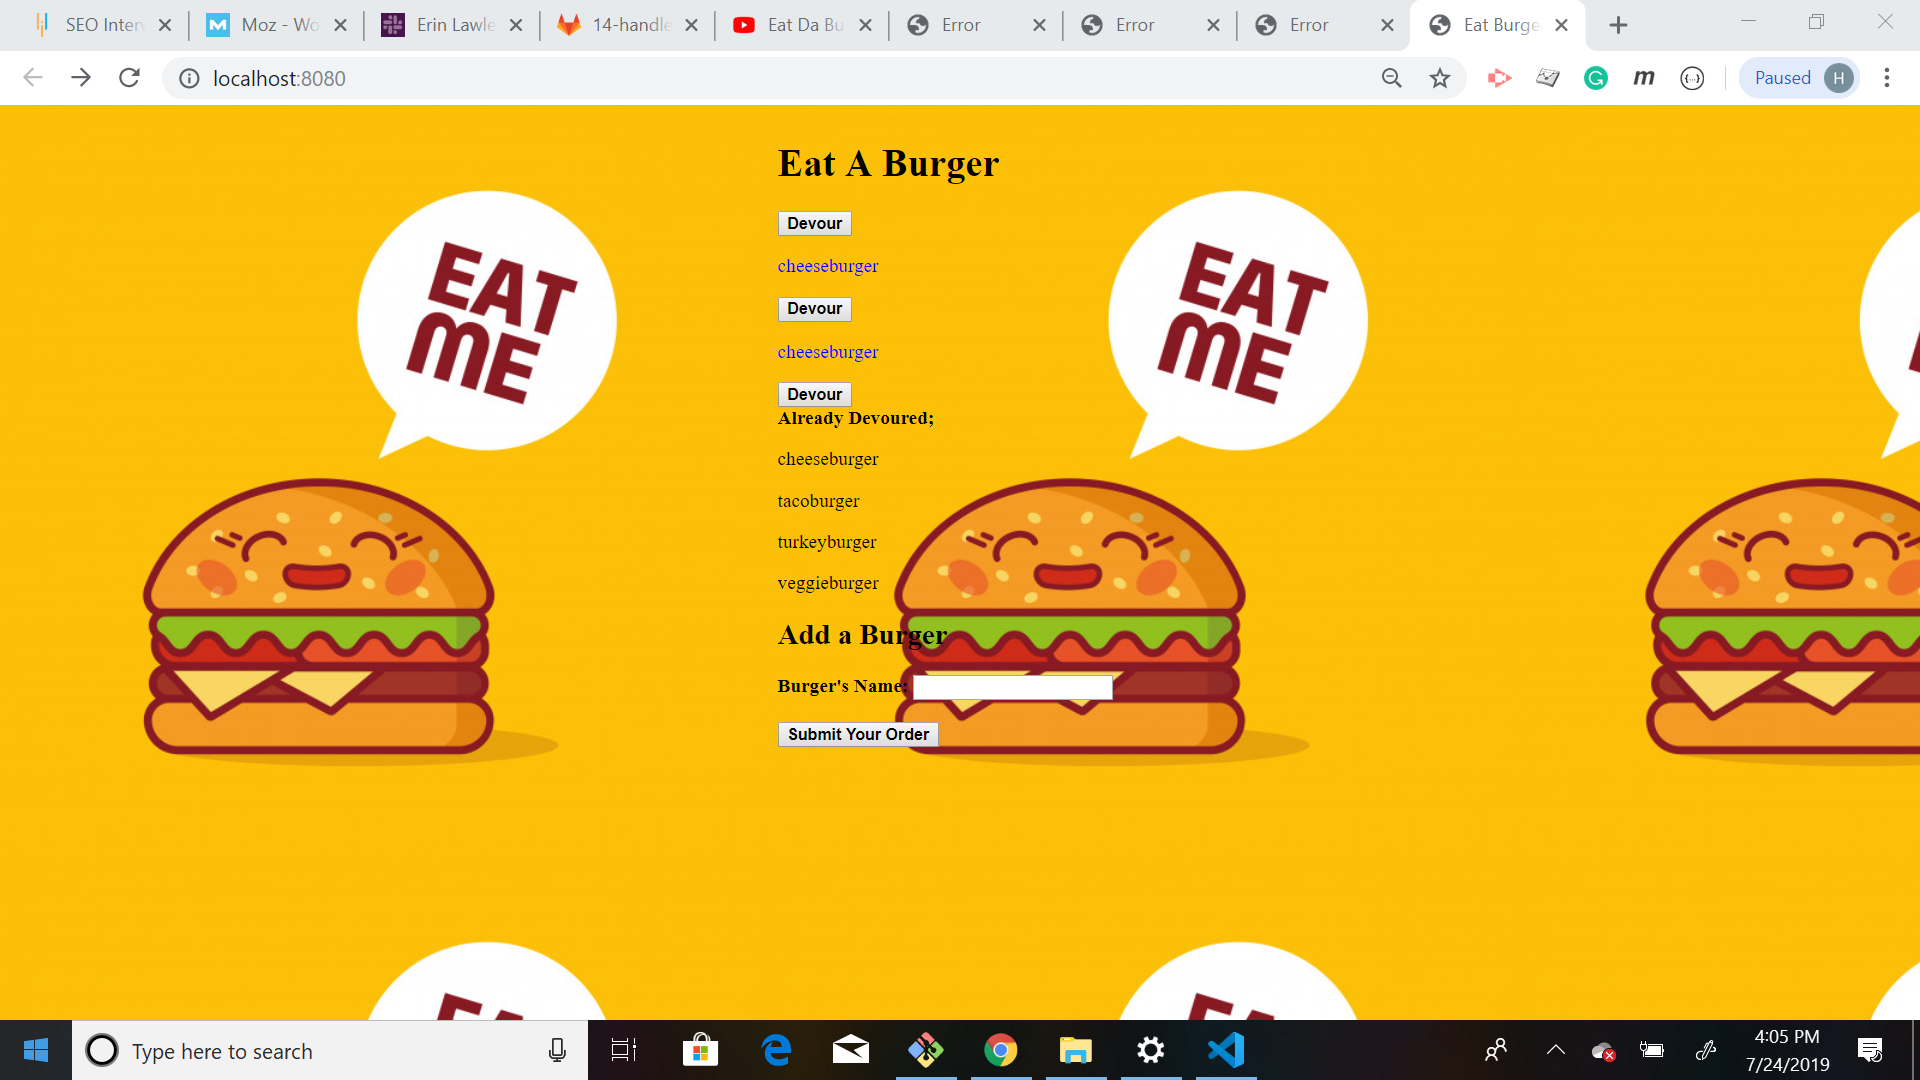 SEO Interv
Moz - Wo
Erin Lawle
14-handle
Eat Da Bu
Error
Error
Error
Eat Burge
localhost:8080
Paused
H
Eat A Burger
Devour
cheeseburger
Devour
cheeseburger
Devour
Already Devoured;
cheeseburger
tacoburger
turkeyburger
veggieburger
Add a Burger
Burger's Name:
Submit Your Order
EAT
ME
EAT
ME
Type here to search
4:05 PM
7/24/2019